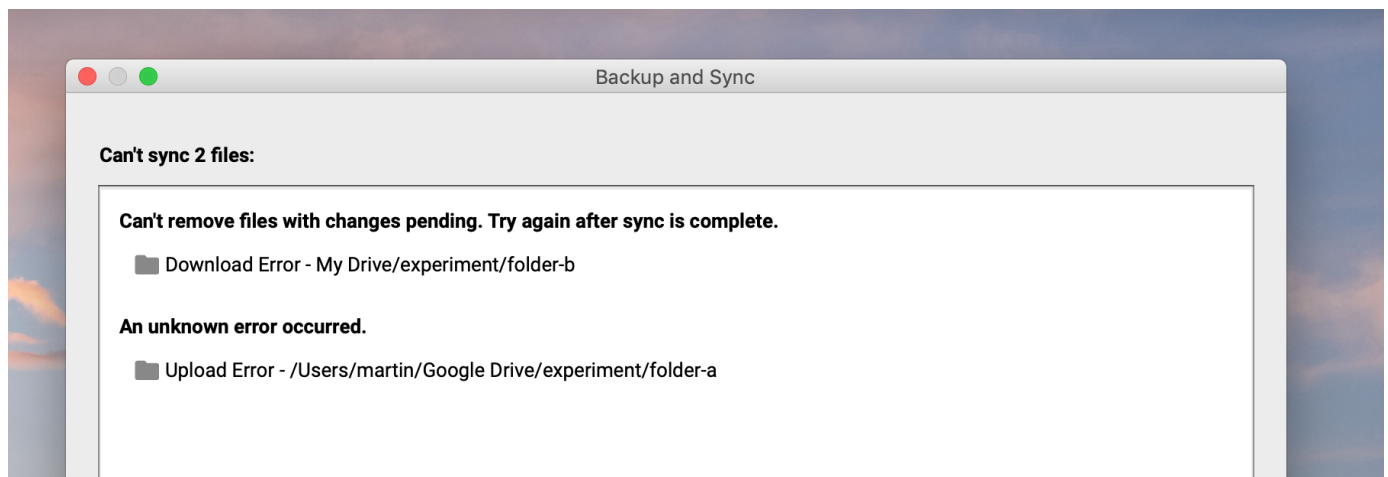 Backup and Sync
Can't sync 2 files:
Can't remove files with changes pending. Try again after sync is complete.
Download Error - My Drive/experiment/folder-b
An unknown error occurred.
Upload Error - /Users/martin/Google Drive/experiment/folder-a